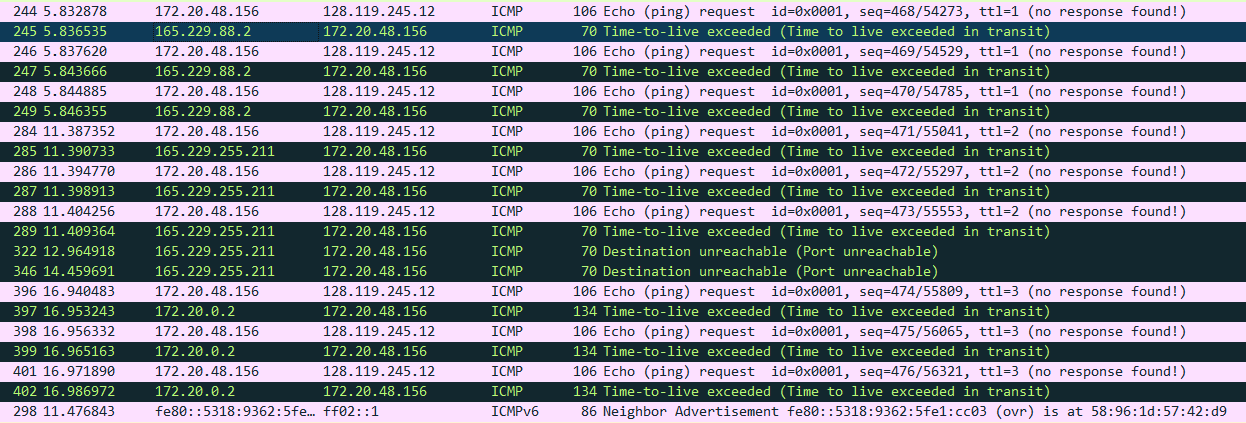 244 5.832878 172.20.48.156 128.119.245.12 ICMP 106 Echo (ping) request id=0x0001, seq=468/54273, ttl=1 (no response found!)
245 5.836535 165.229.88.2 172.20.48.156 ICMP 70 Time-to-live exceeded (Time to live exceeded in transit)
246 5.837620 172.20.48.156 128.119.245.12 ICMP 106 Echo (ping) request id=0x0001, seq=469/54529, ttl=1 (no response found!)
247 5.843666 165.229.88.2 172.20.48.156 ICMP 70 Time-to-live exceeded (Time to live exceeded in transit)
248 5.844885 172.20.48.156 128.119.245.12 ICMP 106 Echo (ping) request id=0x0001, seq=470/54785, ttl=1 (no response found!)
249 5.846355 165.229.88.2 172.20.48.156 ICMP 70 Time-to-live exceeded (Time to live exceeded in transit)
284 11.387352 172.20.48.156 128.119.245.12 ICMP 106 Echo (ping) request id=0x0001, seq=471/55041, ttl=2 (no response found!)
285 11.390733 165.229.255.211 172.20.48.156 ICMP 70 Time-to-live exceeded (Time to live exceeded in transit)
286 11.394770 172.20.48.156 128.119.245.12 ICMP 106 Echo (ping) request id=0x0001, seq=472/55297, ttl=2 (no response found!)
287 11.398913 165.229.255.211 172.20.48.156 ICMP 70 Time-to-live exceeded (Time to live exceeded in transit)
288 11.404256 172.20.48.156 128.119.245.12 ICMP 106 Echo (ping) request id=0x0001, seq=473/55553, ttl=2 (no response found!)
289 11.409364 165.229.255.211 172.20.48.156 ICMP 70 Time-to-live exceeded (Time to live exceeded in transit)
322 12.964918 165.229.255.211 172.20.48.156 ICMP 70 Destination unreachable (Port unreachable)
346 14.459691 165.229.255.211 172.20.48.156 ICMP 70 Destination unreachable (Port unreachable)
396 16.940483 172.20.48.156 128.119.245.12 ICMP 106 Echo (ping) request id=0x0001, seq=474/55809, ttl=3 (no response found!)
397 16.953243 172.20.0.2 172.20.48.156 ICMP 134 Time-to-live exceeded (Time to live exceeded in transit)
398 16.956332 172.20.48.156 128.119.245.12 ICMP 106 Echo (ping) request id=0x0001, seq=475/56065, ttl=3 (no response found!)
399 16.965163 172.20.0.2 172.20.48.156 ICMP 134 Time-to-live exceeded (Time to live exceeded in transit)
401 16.971890 172.20.48.156 128.119.245.12 ICMP 106 Echo (ping) request id=0x0001, seq=476/56321, ttl=3 (no response found!)
402 16.986972 172.20.0.2 172.20.48.156 ICMP 134 Time-to-live exceeded (Time to live exceeded in transit)
298 11.476843 fe80::5318:9362:5fe… ff02::1 ICMPv6 86 Neighbor Advertisement fe80::5318:9362:5fe1:cc03 (ovr) is at 58:96:1d:57:42:d9